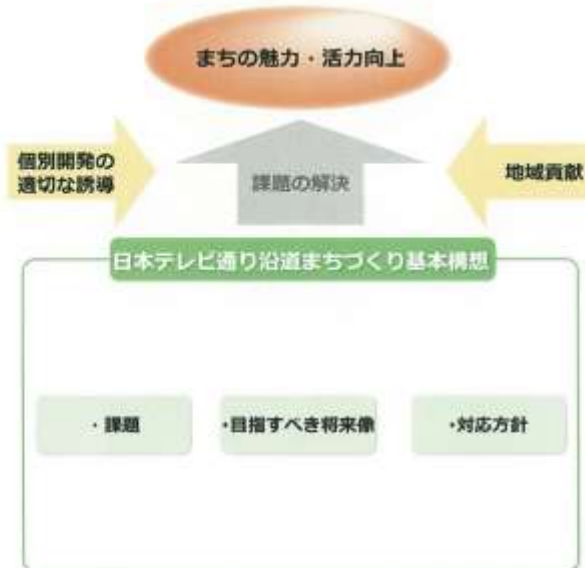 まちの魅力・活力向上
個別開発の
適切な誘導
課題の解決
地域貢献
日本テレビ通り沿道まちづくり基本構想
・課題
・目指すべき将来像
・対応方針